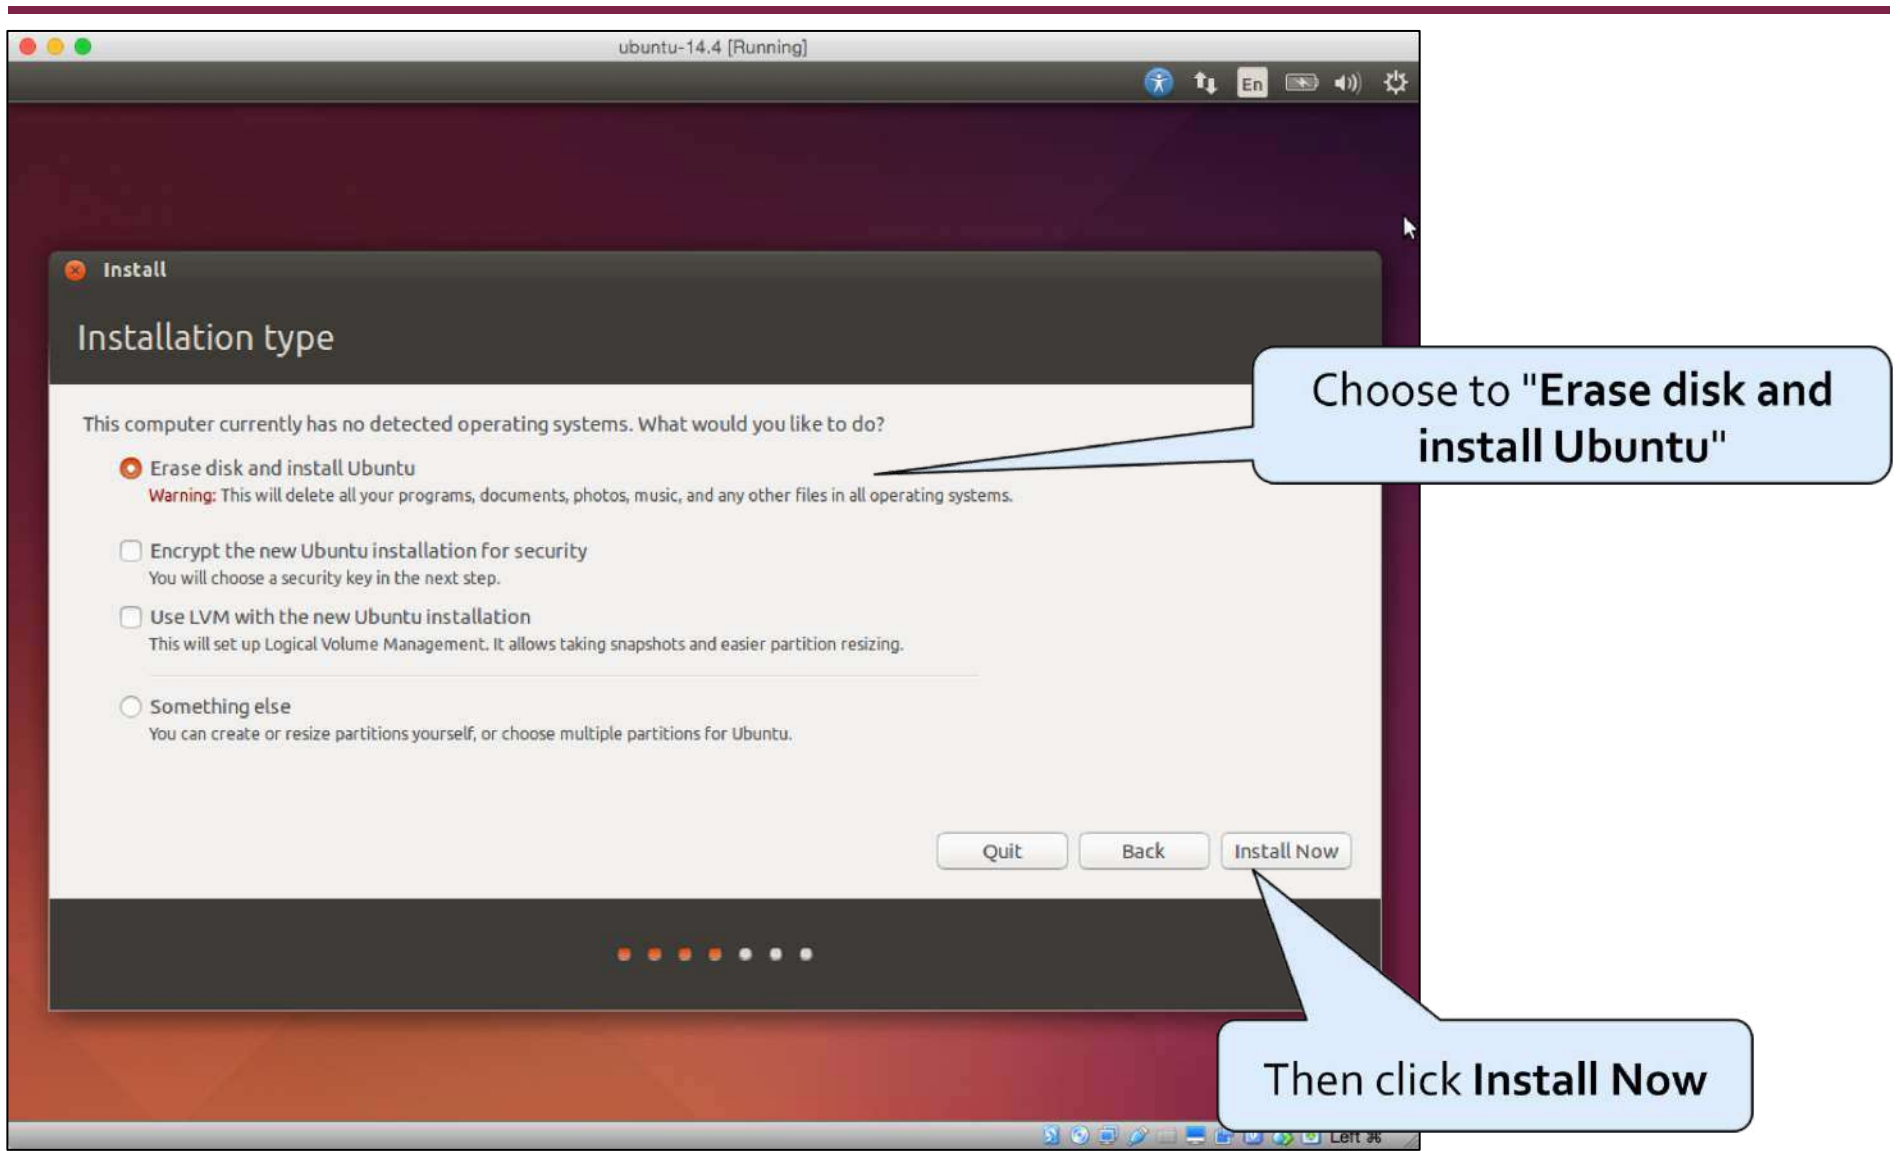 ubuntu-14.4 [Running]
En
Install
Installation type
This computer currently has no detected operating systems. What would you like to do?
Erase disk and install Ubuntu
Warning: This will delete all your programs, documents, photos, music, and any other files in all operating systems.
Encrypt the new Ubuntu installation for security
You will choose a security key in the next step.
Use LVM with the new Ubuntu installation
This will set up Logical Volume Management. It allows taking snapshots and easier partition resizing.
Something else
You can create or resize partitions yourself, or choose multiple partitions for Ubuntu.
Quit
Back
Install Now
Choose to "Erase disk and
install Ubuntu"
Then click Install Now
Left ⌘